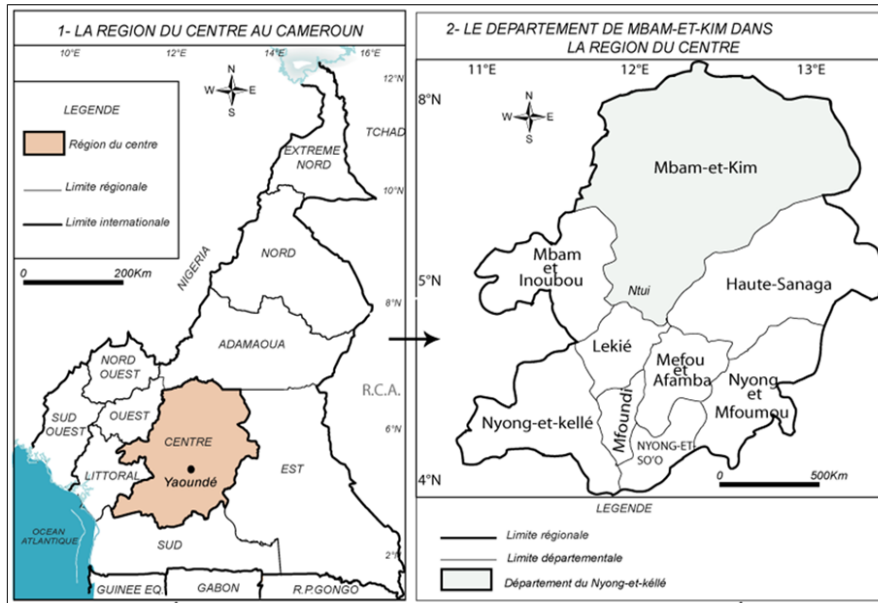 1- LA REGION DU CENTRE AU CAMEROUN
10°E 12°E 14°E 16°E
N
W E
S
12°N
LEGENDE
Région du centre
Limite régionale
Limite internationale
0 200Km
TCHAD
EXTREME
NORD
10°N
NORD
NIGERIA
8°N
ADAMAOUA
NORD
OUEST
R.C.A.
SUD
OUEST
OUEST
6°N
CENTRE
EST
LITTORAL
Yaoundé
OCEAN
ATLANTIQUE
SUD
2°N
GUINEE EQ. GABON R.P.GONGO
2- LE DEPARTEMENT DE MBAM-ET-KIM DANS
LA REGION DU CENTRE
11°E 12°E 13°E
8°N
N
W E
S
Mbam-et-Kim
Mbam
et
Inoubou
5°N
Ntui
Haute-Sanaga
Lekié
Mefou
et
Afamba
Nyong
et
Mfoumou
Nyong-et-kellé
Mfoundi
NYONG-ET-
SO'O
4°N
0 500Km
LEGENDE
Limite régionale
Limite départementale
Département du Nyong-et-kéllé